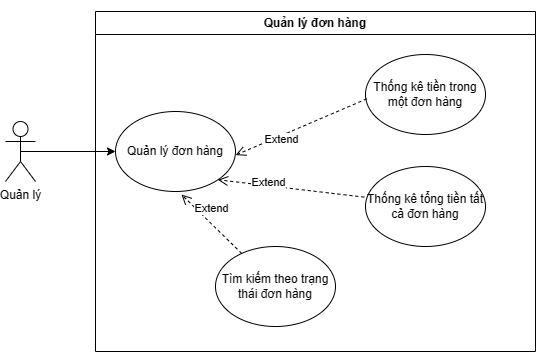 Quản lý đơn hàng
Thống kê tiền trong
một đơn hàng
Extend
Quản lý đơn hàng
Extend
Quản lý
Thống kê tổng tiền tất
cả đơn hàng
Extend
Tìm kiếm theo trạng
thái đơn hàng